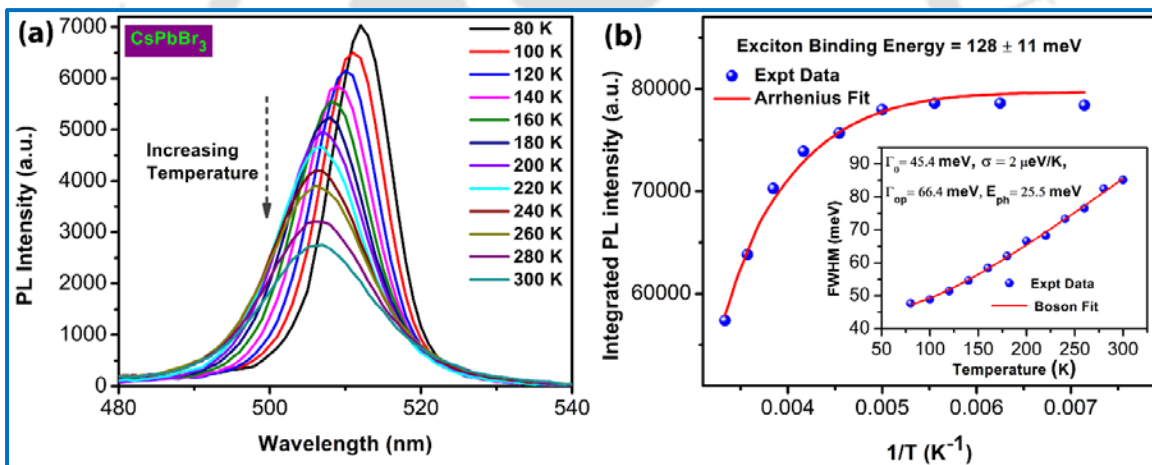 (a)
CsPbBr3
Increasing
Temperature
80 K
100 K
120 K
140 K
160 K
180 K
200 K
220 K
240 K
260 K
280 K
300 K
7000
6000
5000
4000
3000
2000
1000
0
PL Intensity (a.u.)
480
500
520
540
Wavelength (nm)
(b)
Exciton Binding Energy = 128 ± 11 meV
Expt Data
Arrhenius Fit
80000
70000
60000
Integrated PL intensity (a.u.)
0.004
0.005
0.006
0.007
1/T (K-1)
Γ0 = 45.4 meV, σ = 2 μeV/K,
Γop = 66.4 meV, Eph = 25.5 meV
90
80
70
60
50
40
FWHM (meV)
Expt Data
Boson Fit
50
100
150
200
250
300
Temperature (K)